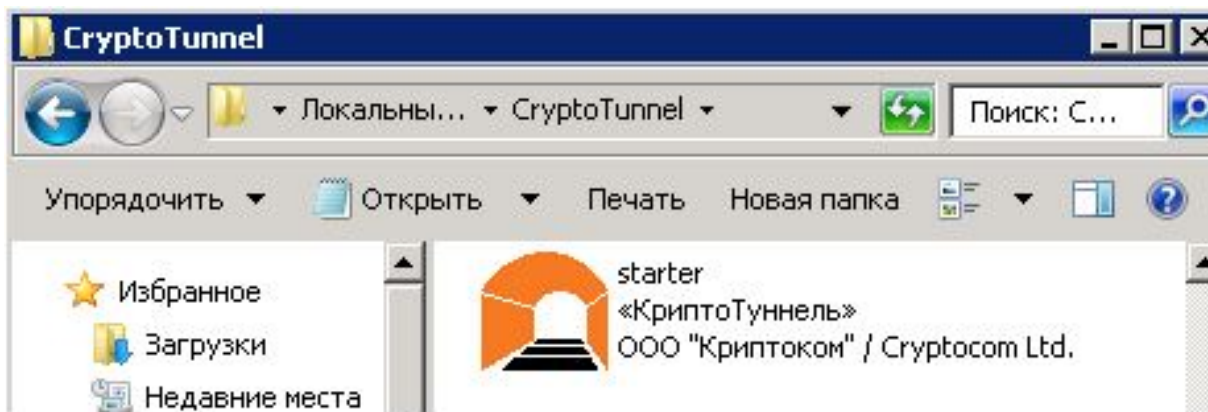 CryptoTunnel
Локальны... CryptoTunnel Поиск: С...
Упорядочить Открыть Печать Новая папка
Избранное
Загрузки
Недавние места
starter
«КриптоТуннель»
ООО "Криптоком" / Cryptocom Ltd.